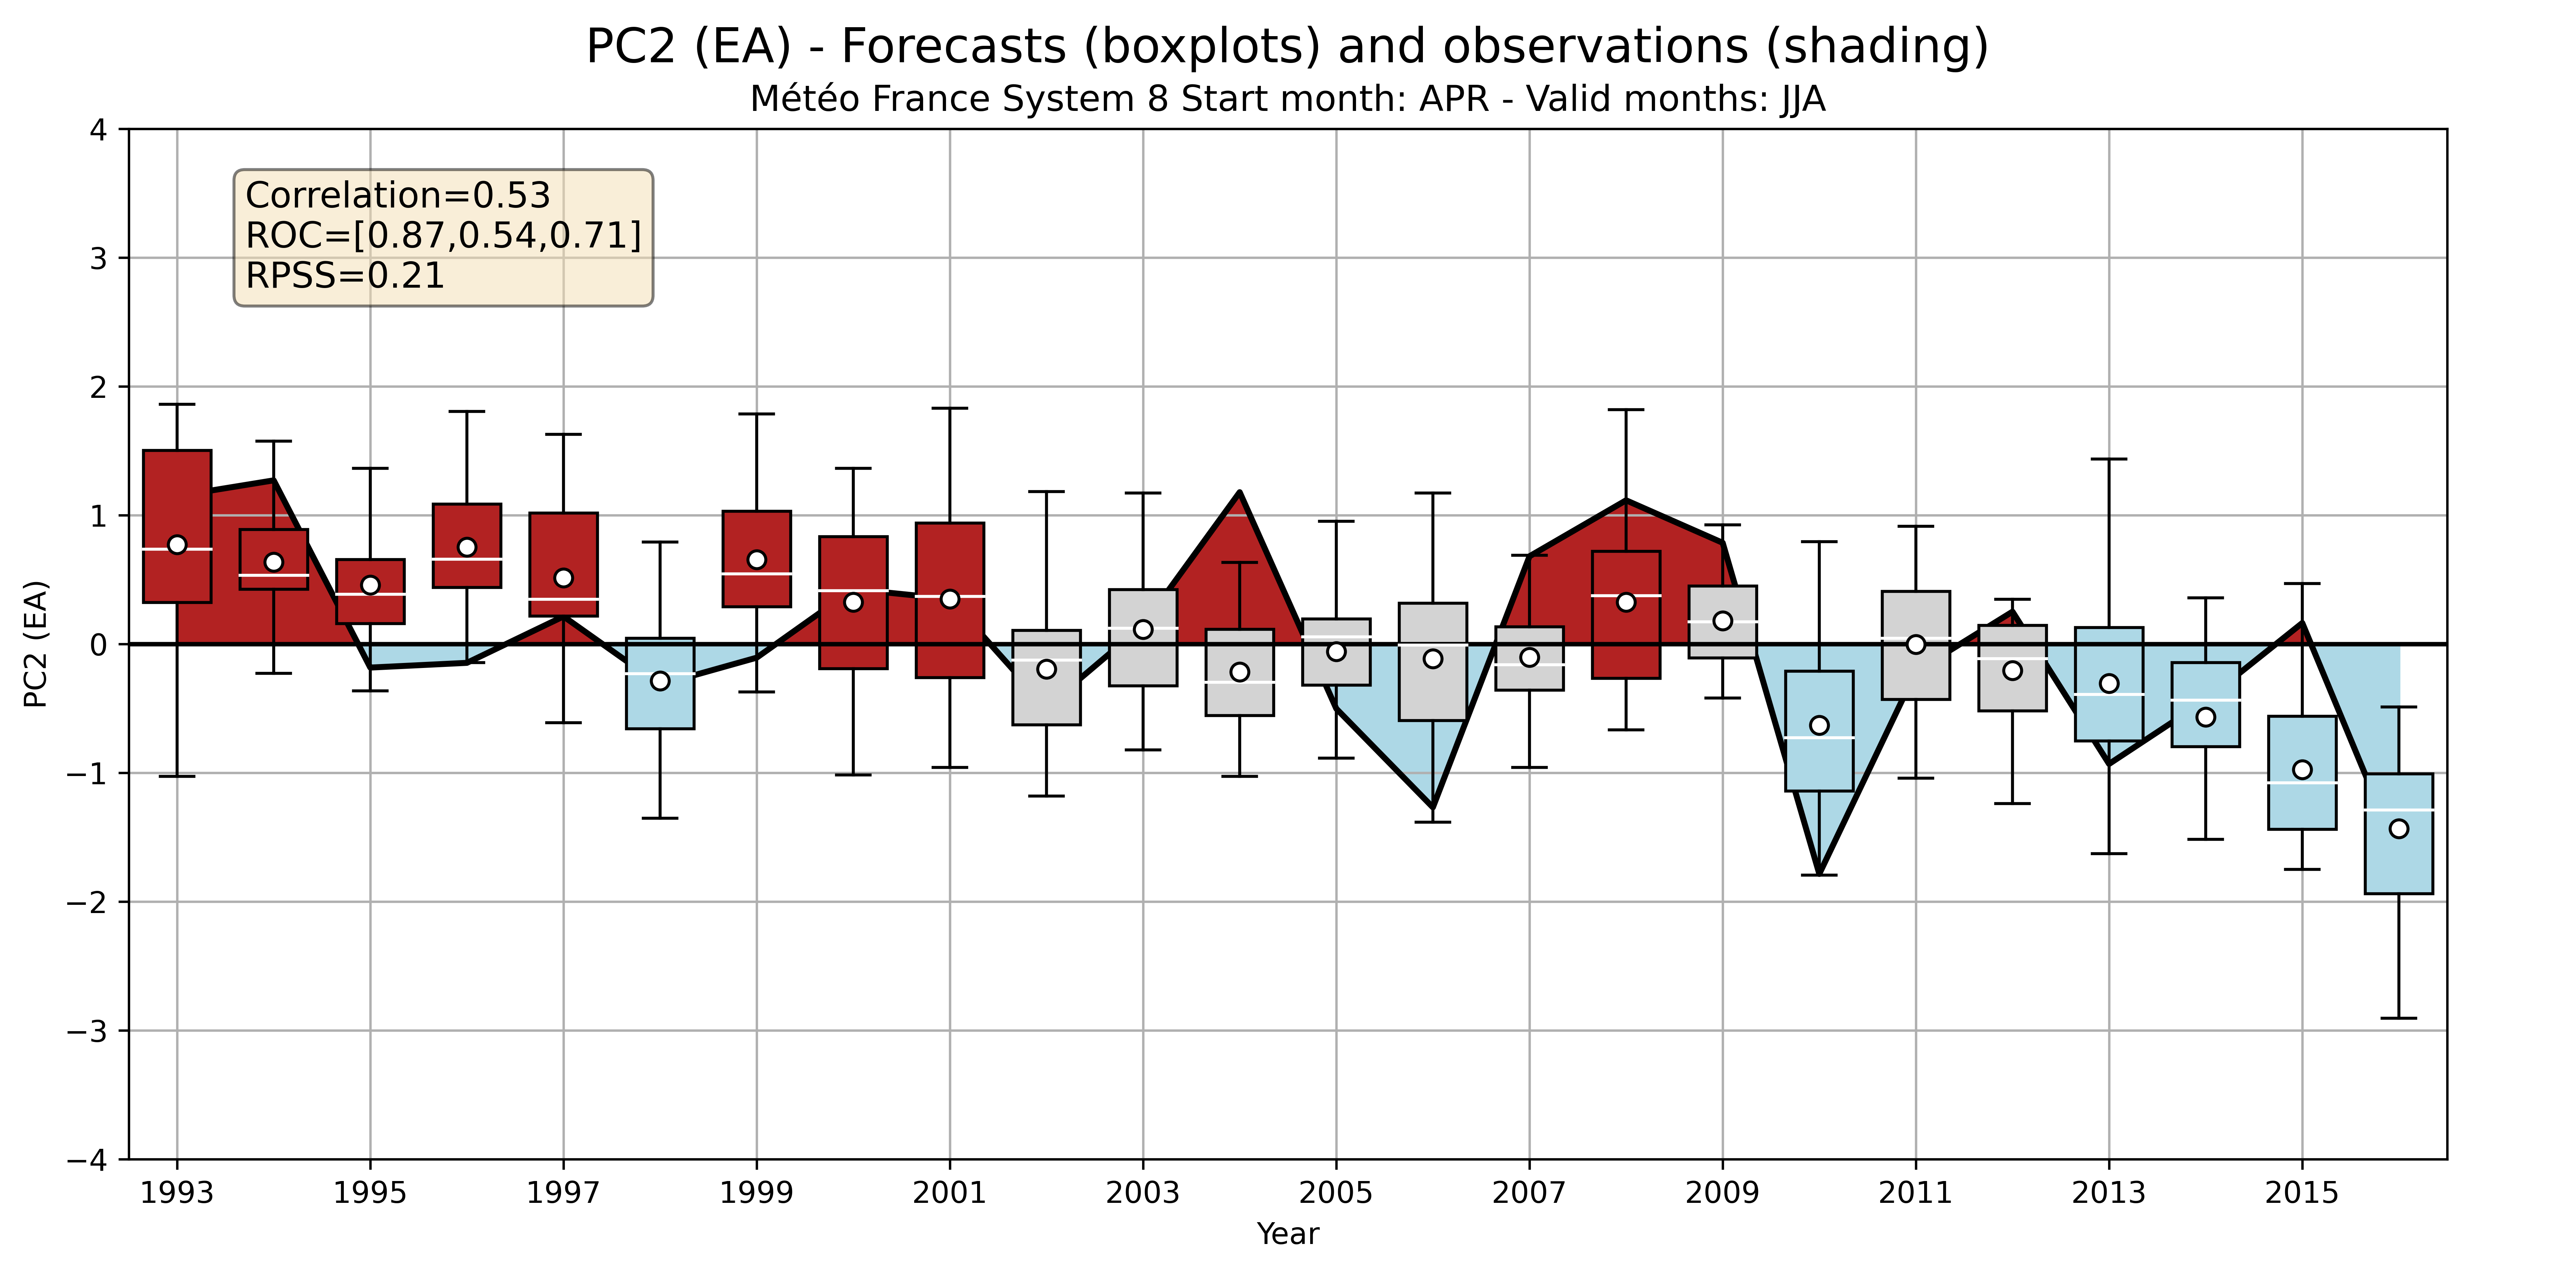 PC2 (EA) - Forecasts (boxplots) and observations (shading)
Météo France System 8 Start month: APR - Valid months: JJA
Correlation=0.53
ROC=[0.87,0.54,0.71]
RPSS=0.21
PC2 (EA)
4
3
2
1
0
−1
−2
−3
−4
1993 1995 1997 1999 2001 2003 2005 2007 2009 2011 2013 2015
Year